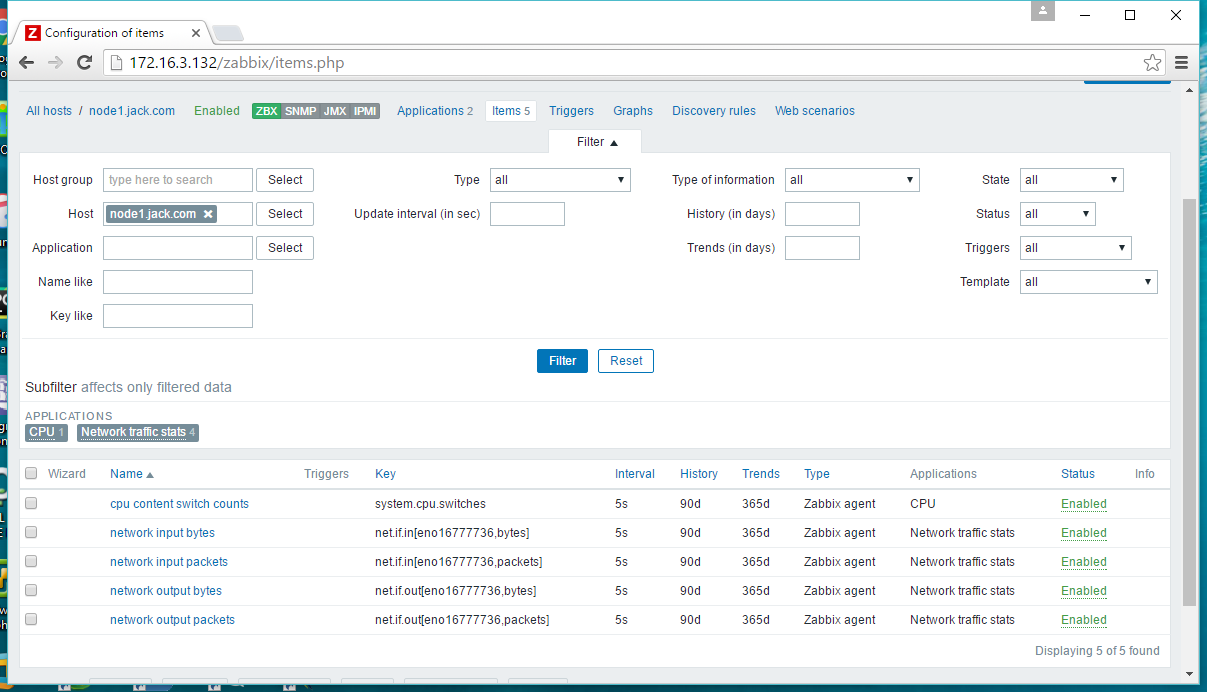 Configuration of items
172.16.3.132/zabbix/items.php
All hosts / node1.jack.com Enabled ZBX SNMP JMX IPMI Applications 2 Items 5 Triggers Graphs Discovery rules Web scenarios
Filter ▲
Host group type here to search Select Type all Type of information all State all
Host node1.jack.com Select Update interval (in sec) History (in days) Status all
Application Select Trends (in days) Triggers all
Name like Template all
Key like
Filter Reset
Subfilter affects only filtered data
APPLICATIONS
CPU 1 Network traffic stats 4
Wizard Name Triggers Key Interval History Trends Type Applications Status Info
cpu content switch counts system.cpu.switches 5s 90d 365d Zabbix agent CPU Enabled
network input bytes net.if.in[eno16777736,bytes] 5s 90d 365d Zabbix agent Network traffic stats Enabled
network input packets net.if.in[eno16777736,packets] 5s 90d 365d Zabbix agent Network traffic stats Enabled
network output bytes net.if.out[eno16777736,bytes] 5s 90d 365d Zabbix agent Network traffic stats Enabled
network output packets net.if.out[eno16777736,packets] 5s 90d 365d Zabbix agent Network traffic stats Enabled
Displaying 5 of 5 found